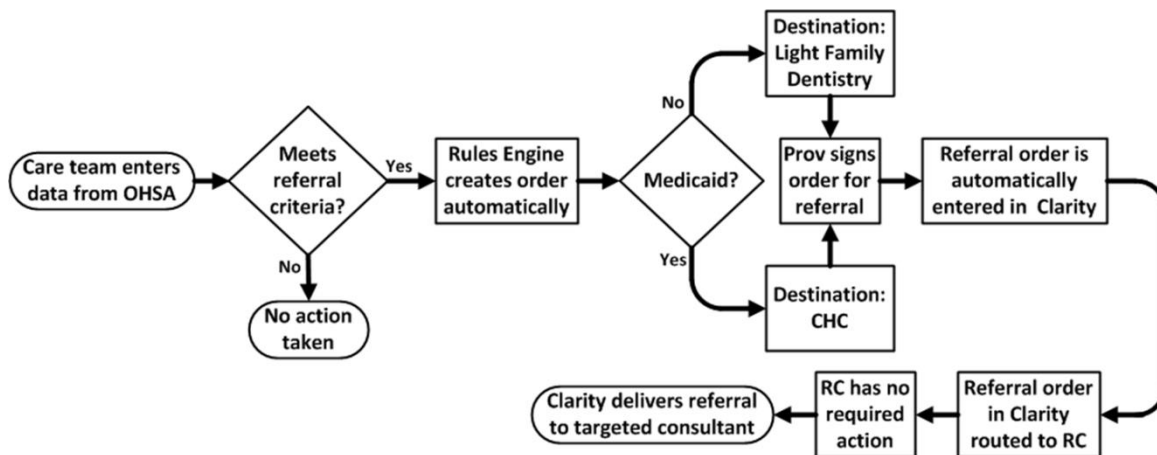 Care team enters
data from OHSA
Meets
referral
criteria?
Yes
No
No action
taken
Rules Engine
creates order
automatically
Medicaid?
No
Destination:
Light Family
Dentistry
Yes
Destination:
CHC
Prov signs
order for
referral
Referral order is
automatically
entered in Clarity
Referral order
in Clarity
routed to RC
RC has no
required
action
Clarity delivers referral
to targeted consultant